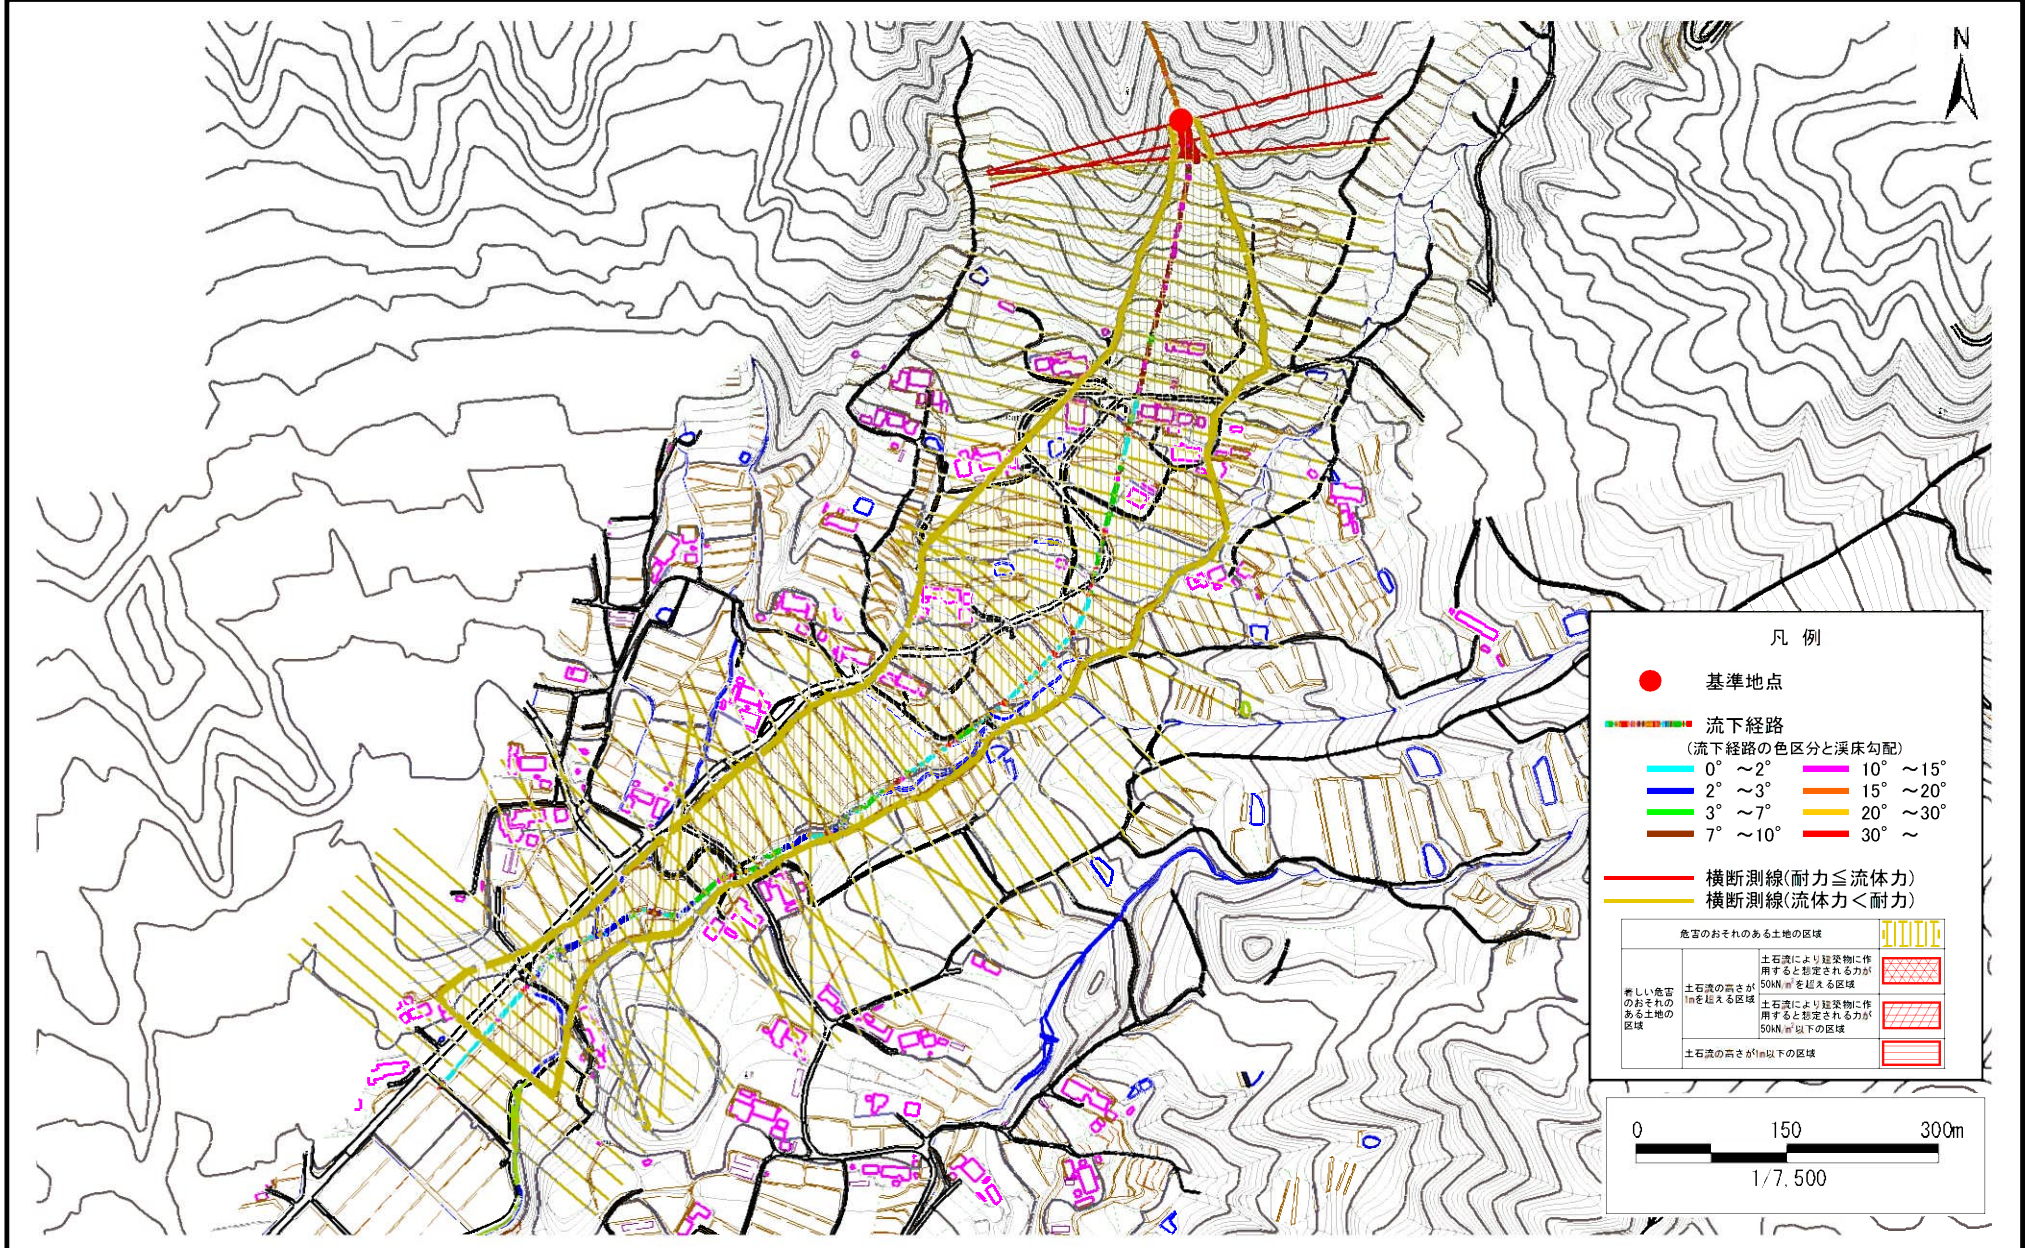 N
凡 例
基準地点
流下経路
(流下経路の色区分と渓床勾配)
0° ～2° 10° ～15°
2° ～3° 15° ～20°
3° ～7° 20° ～30°
7° ～10° 30° ～
横断測線(耐力≦流体力)
横断測線(流体力<耐力)
危害のおそれのある土地の区域
著しい危害
のおそれの
ある土地の
区域
土石流の高さが
1mを超える区域
土石流により建築物に作
用すると想定される力が
50kN/㎡を超える区域
土石流により建築物に作
用すると想定される力が
50kN/㎡以下の区域
土石流の高さが1m以下の区域
0 150 300m
1/7,500